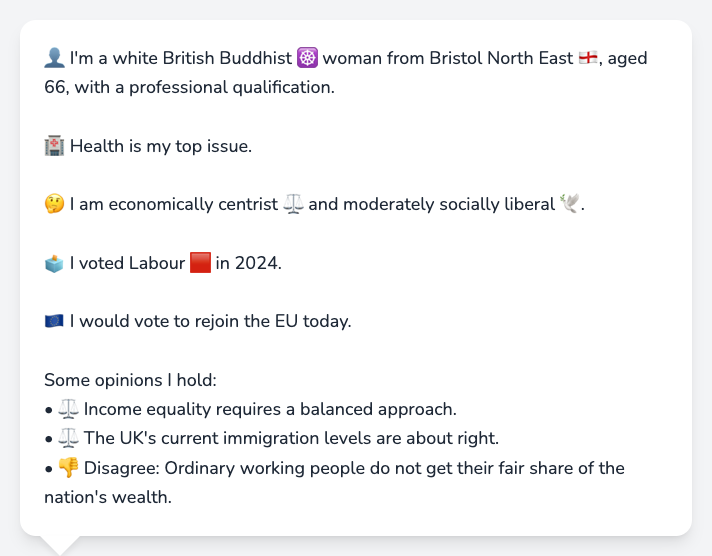 👤 I'm a white British Buddhist ☸️ woman from Bristol North East 🏴󠁧󠁢󠁥󠁮󠁧󠁿, aged
66, with a professional qualification.
🏥 Health is my top issue.
🤔 I am economically centrist ⚖️ and moderately socially liberal 🕊️.
🗳️ I voted Labour 🟥 in 2024.
🇪🇺 I would vote to rejoin the EU today.
Some opinions I hold:
• ⚖️ Income equality requires a balanced approach.
• ⚖️ The UK's current immigration levels are about right.
• 👎 Disagree: Ordinary working people do not get their fair share of the
nation's wealth.